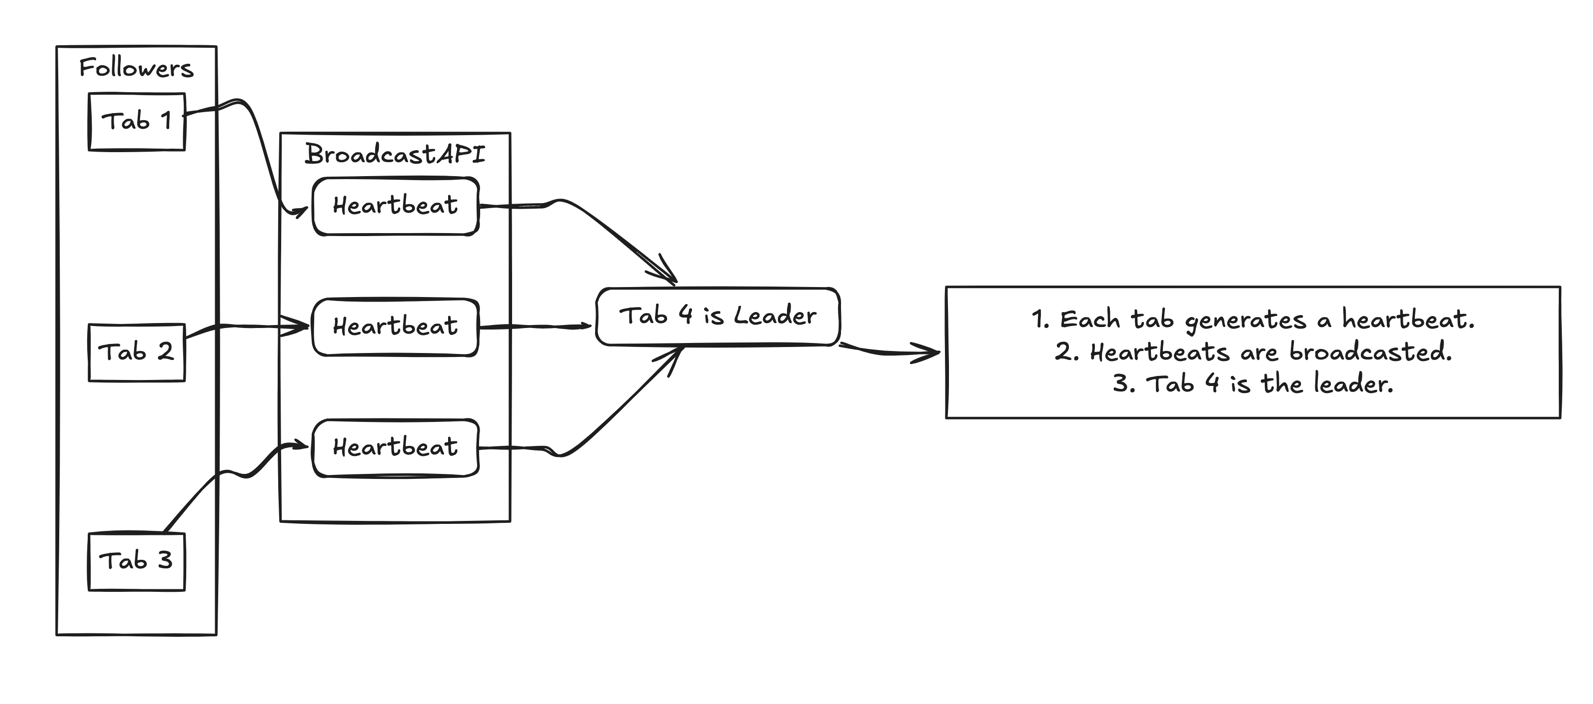 Followers
Tab 1
Tab 2
Tab 3
BroadcastAPI
Heartbeat
Heartbeat
Heartbeat
Tab 4 is Leader
1. Each tab generates a heartbeat.
2. Heartbeats are broadcasted.
3. Tab 4 is the leader.